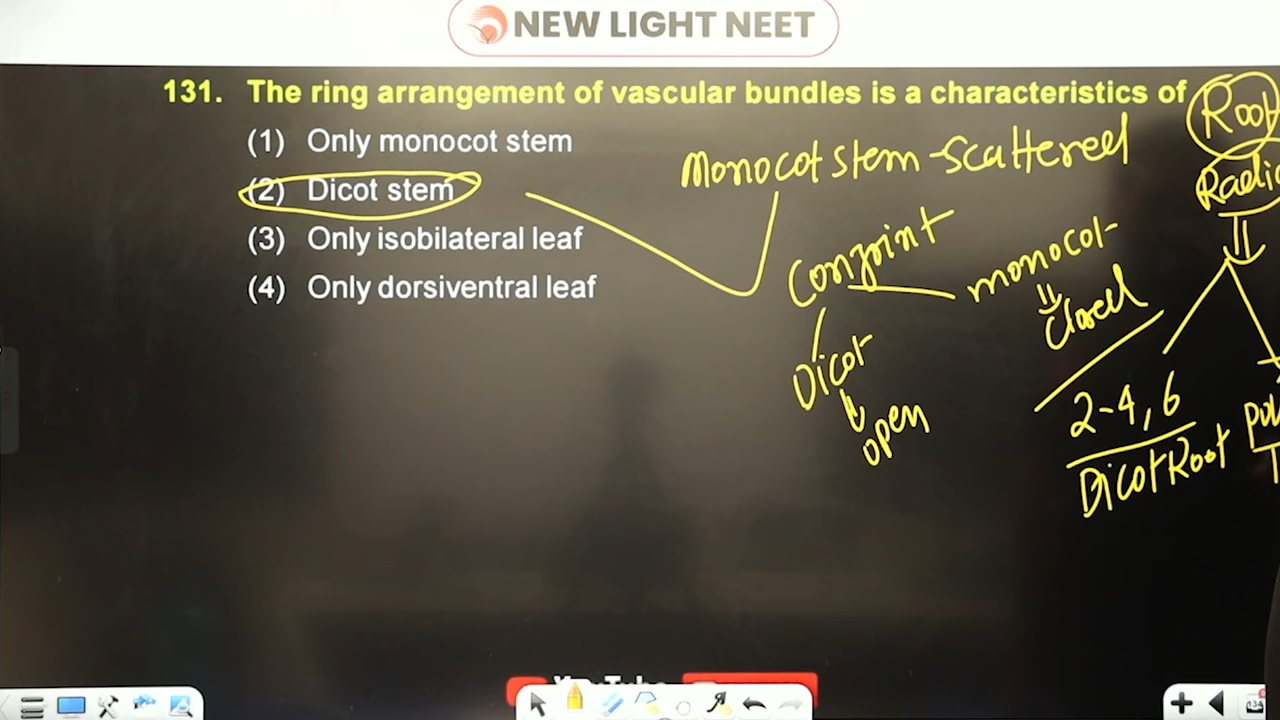 NEW LIGHT NEET
131. The ring arrangement of vascular bundles is a characteristics of
(1) Only monocot stem
(2) Dicot stem
(3) Only isobilateral leaf
(4) Only dorsiventral leaf
Monocot stem - Scattered
Conjoint
monocot
closed
Dicot
open
Root
2-4, 6
Dicot Root